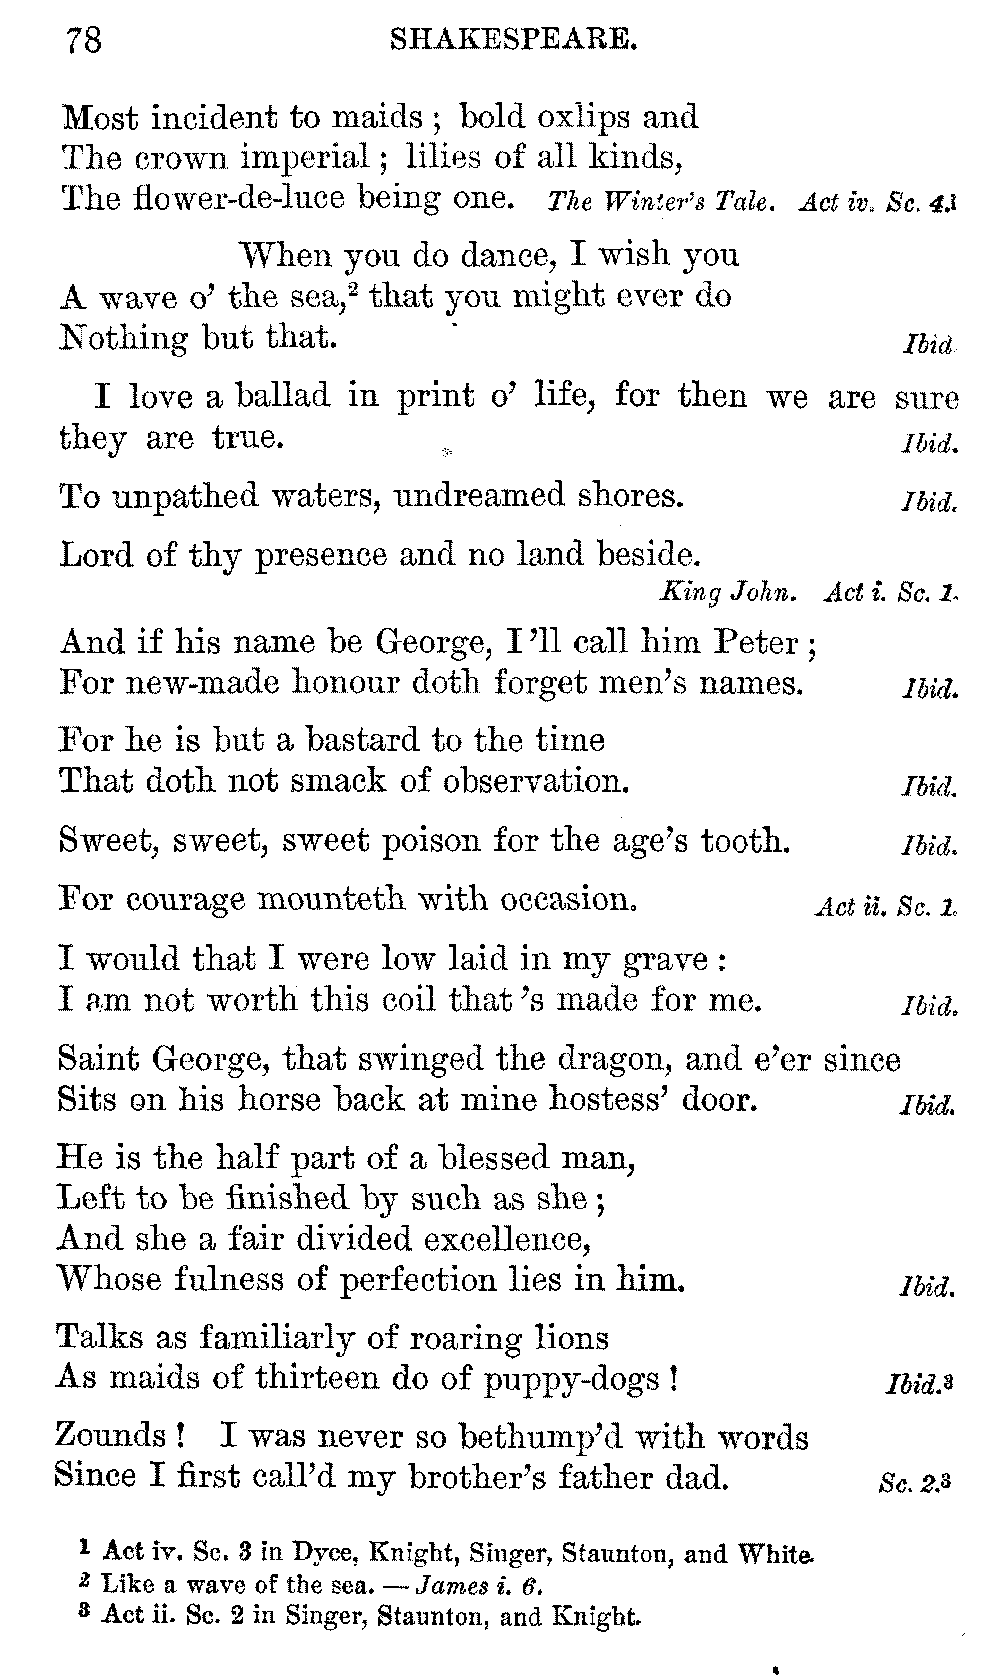 78 SHAKESPEARE.
Most incident to maids ; bold oxlips and
The crown imperial ; lilies of all kinds,
The flower-de-luce being one. The Winter's Tale. Act iv. Sc. 4.1
When you do dance, I wish you
A wave o' the sea,2 that you might ever do
Nothing but that. Ibid.
I love a ballad in print o' life, for then we are sure
they are true. Ibid.
To unpathed waters, undreamed shores. Ibid.
Lord of thy presence and no land beside.
King John. Act i. Sc. 1.
And if his name be George, I 'll call him Peter ;
For new-made honour doth forget men's names. Ibid.
For he is but a bastard to the time
That doth not smack of observation. Ibid.
Sweet, sweet, sweet poison for the age's tooth. Ibid.
For courage mounteth with occasion. Act ii. Sc. 1.
I would that I were low laid in my grave :
I am not worth this coil that 's made for me. Ibid.
Saint George, that swinged the dragon, and e'er since
Sits on his horse back at mine hostess' door. Ibid.
He is the half part of a blessed man,
Left to be finished by such as she ;
And she a fair divided excellence,
Whose fulness of perfection lies in him. Ibid.
Talks as familiarly of roaring lions
As maids of thirteen do of puppy-dogs ! Ibid.3
Zounds ! I was never so bethump'd with words
Since I first call'd my brother's father dad. Sc. 2.3
1 Act iv. Sc. 3 in Dyce, Knight, Singer, Staunton, and White.
2 Like a wave of the sea. — James i. 6.
3 Act ii. Sc. 2 in Singer, Staunton, and Knight.